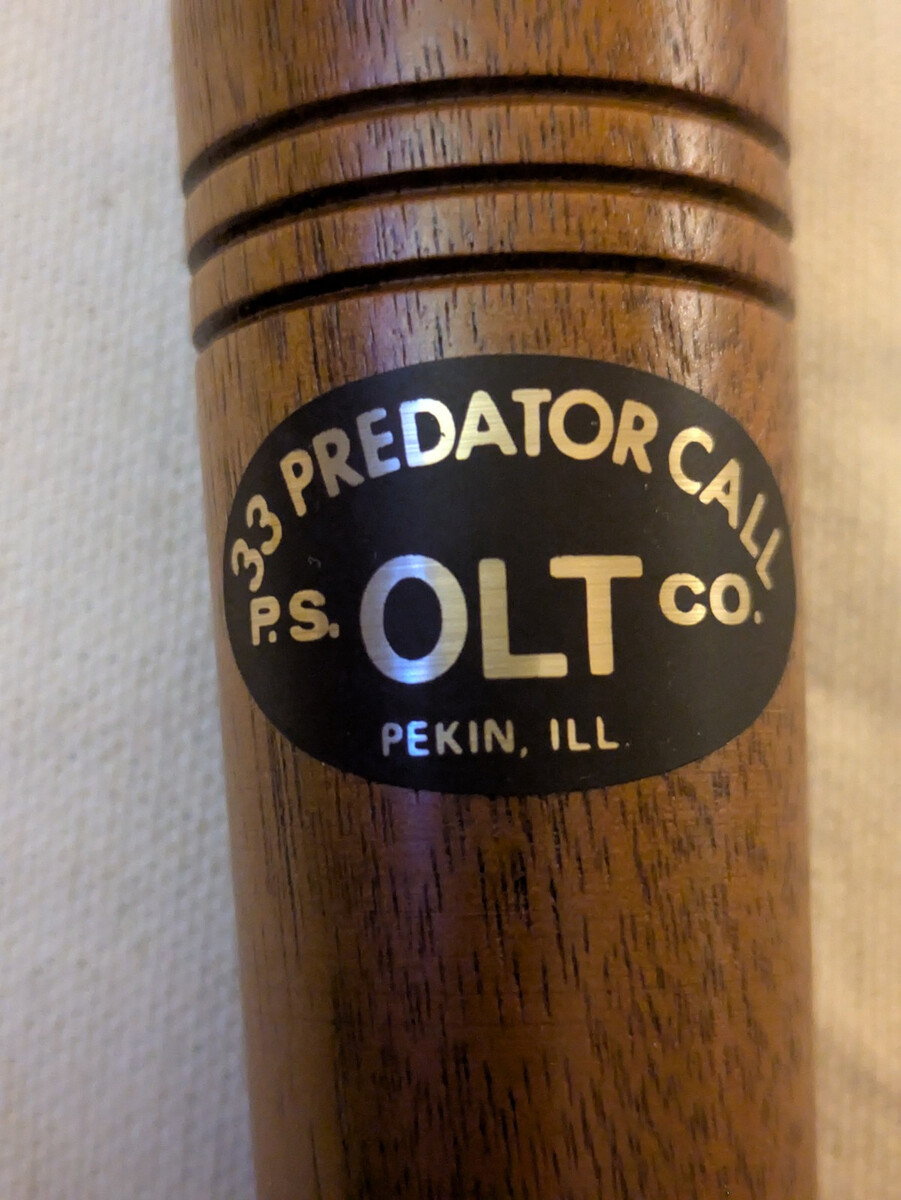 33 PREDATOR CALL
P.S. OLT CO.
PEKIN, ILL.